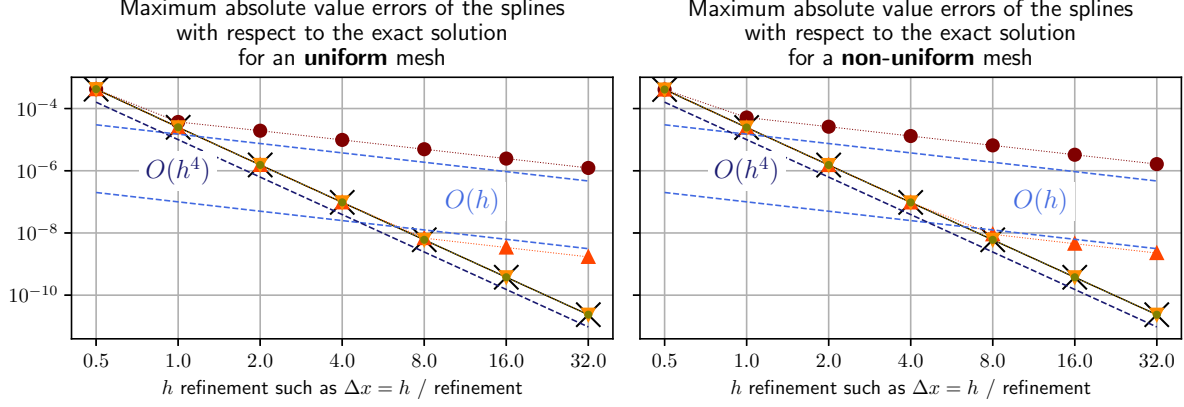 Maximum absolute value errors of the splines
with respect to the exact solution
for an uniform mesh
10⁻⁴
10⁻⁶
10⁻⁸
10⁻¹⁰
O(h⁴)
O(h)
0.5 1.0 2.0 4.0 8.0 16.0 32.0
h refinement such as Δx = h / refinement
Maximum absolute value errors of the splines
with respect to the exact solution
for a non-uniform mesh
O(h⁴)
O(h)
0.5 1.0 2.0 4.0 8.0 16.0 32.0
h refinement such as Δx = h / refinement